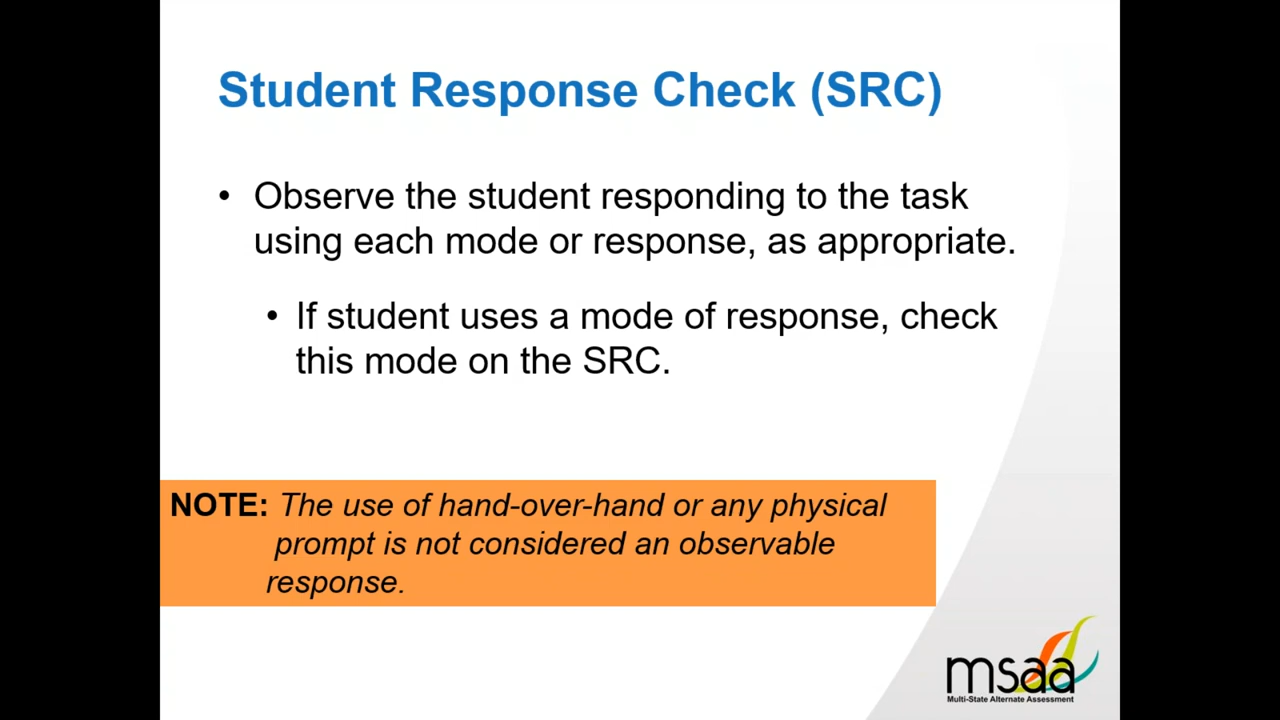 Student Response Check (SRC)
• Observe the student responding to the task
using each mode or response, as appropriate.
• If student uses a mode of response, check
this mode on the SRC.
NOTE: The use of hand-over-hand or any physical
prompt is not considered an observable
response.
msaa
Multi-State Alternate Assessment